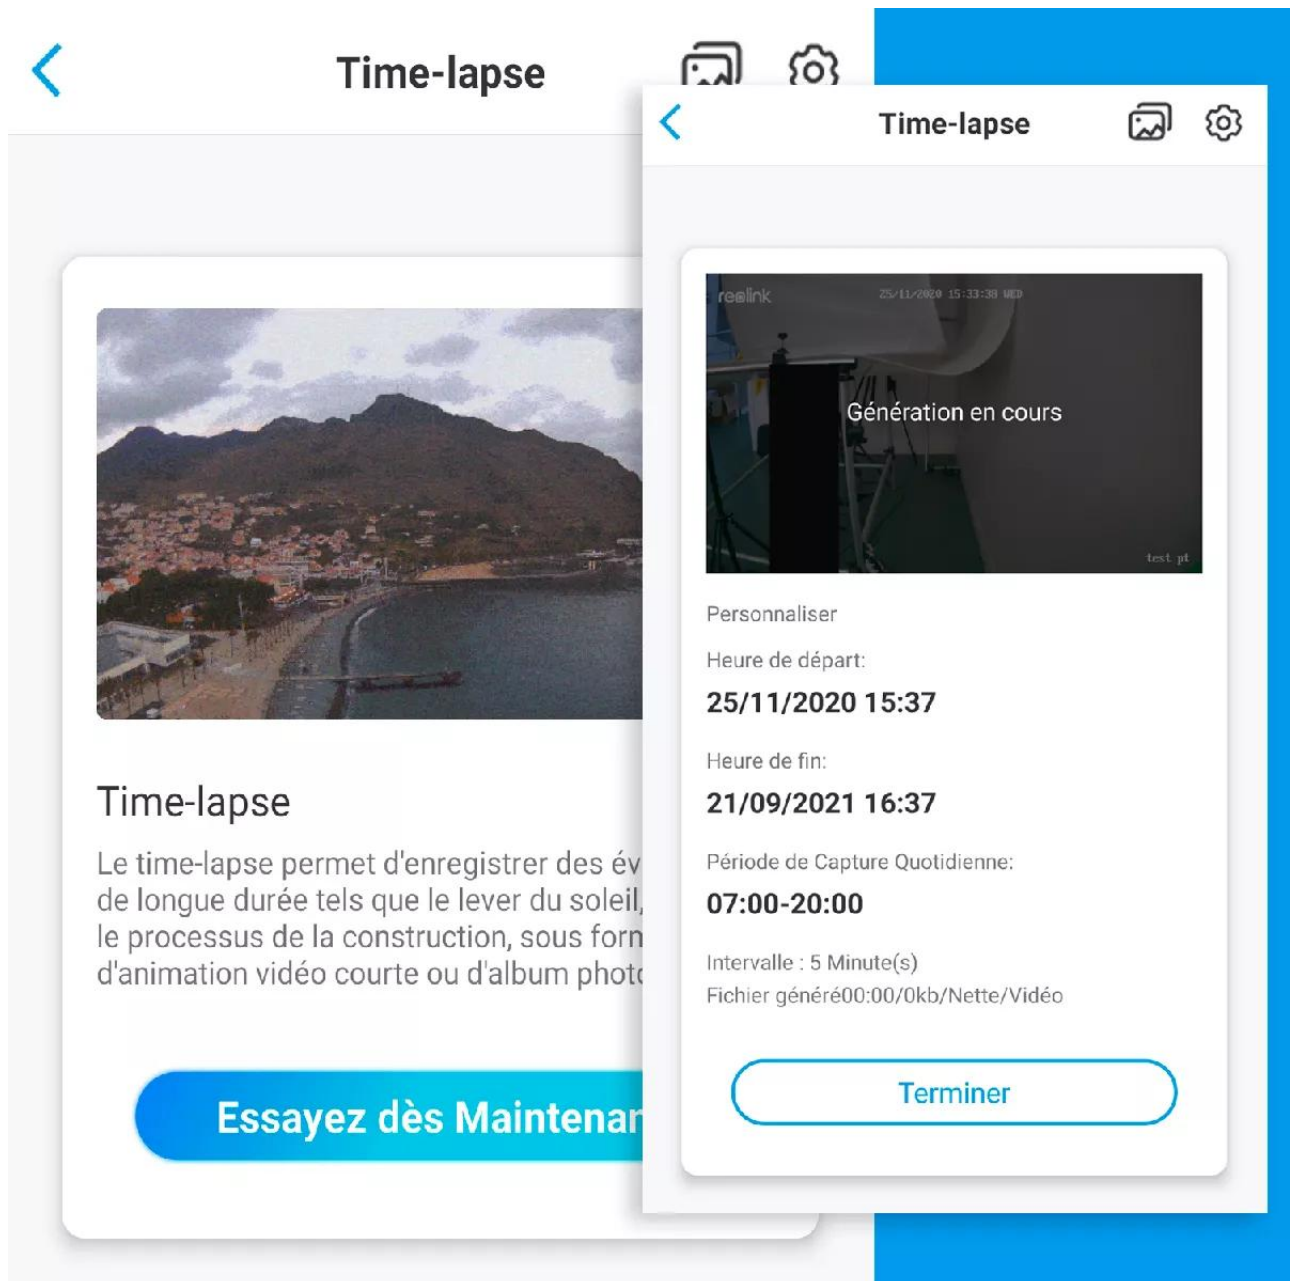 Time-lapse
Time-lapse
Le time-lapse permet d'enregistrer des
de longue durée tels que le lever du soleil,
le processus de la construction, sous
d'animation vidéo courte ou d'album
Essayez dès
Time-lapse
reolink
25/11/2020 15:33:38 WED
Génération en cours
test pt
Personnaliser
Heure de départ:
25/11/2020 15:37
Heure de fin:
21/09/2021 16:37
Période de Capture Quotidienne:
07:00-20:00
Intervalle : 5 Minute(s)
Fichier généré00:00/0kb/Nette/Vidéo
Terminer